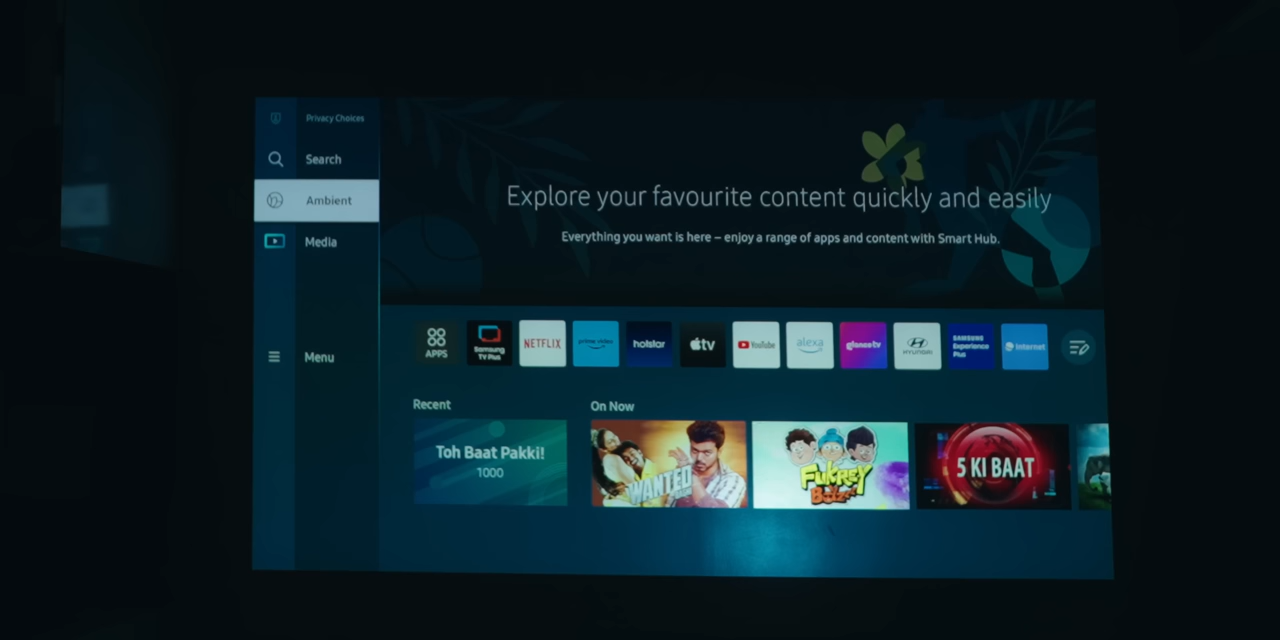 Privacy Choices
Search
Ambient
Media
Menu
Explore your favourite content quickly and easily
Everything you want is here – enjoy a range of apps and content with Smart Hub.
APPS
SAMSUNG
TV Plus
NETFLIX
prime video
hotstar
tv
YouTube
alexa
glance tv
HYUNDAI
SAMSUNG
Experience
Plus
Internet
Recent
On Now
Toh Baat Pakki!
1000
WANTED
FUKREY
Boyzzz
5 KI BAAT